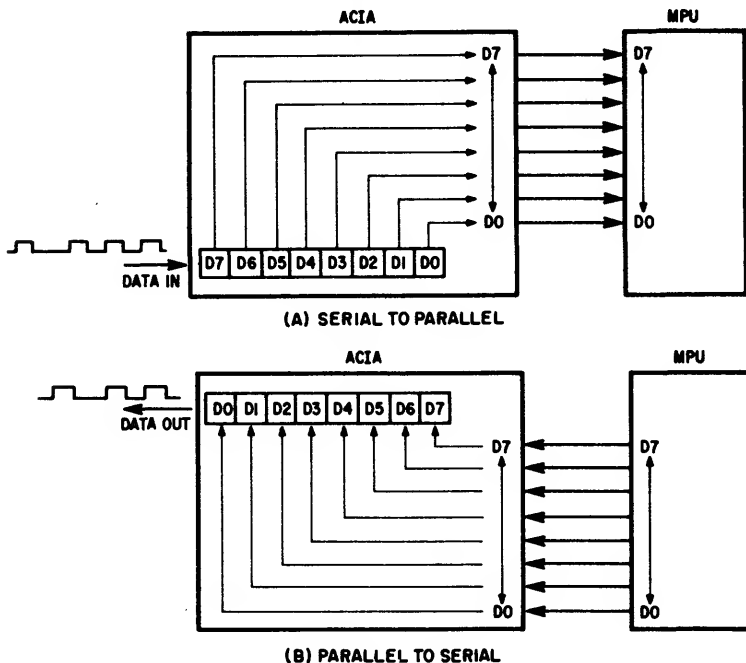 ACIA MPU
D7 D7
D0 D0
D7 D6 D5 D4 D3 D2 D1 D0
DATA IN
(A) SERIAL TO PARALLEL
ACIA MPU
D0 D1 D2 D3 D4 D5 D6 D7
DATA OUT
D7 D7
D0 D0
(B) PARALLEL TO SERIAL